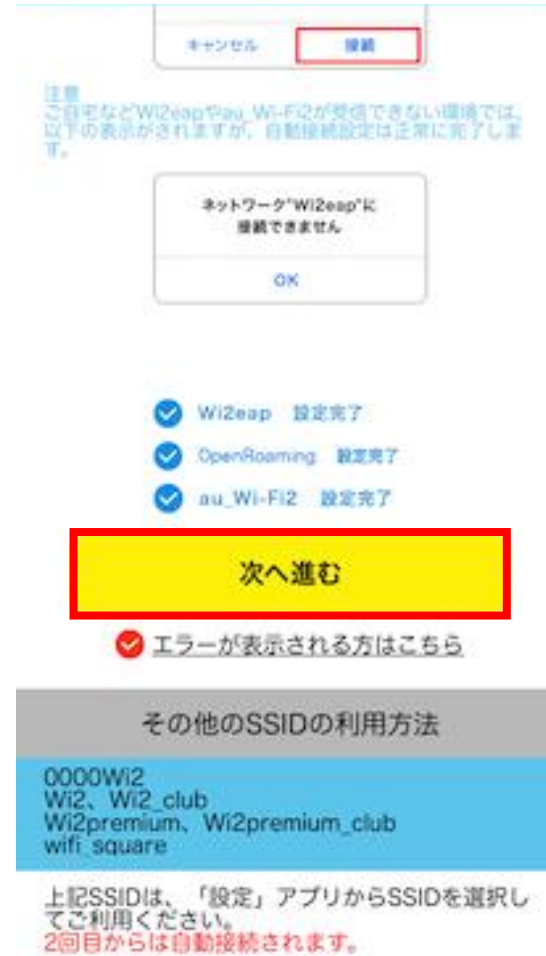 キャンセル 接続
注意
ご自宅などWi2eapやau_Wi-Fi2が受信できない環境では、
以下の表示がされますが、自動接続設定は正常に完了しま
す。
ネットワーク"Wi2eap"に
接続できません
OK
Wi2eap 設定完了
OpenRoaming 設定完了
au_Wi-Fi2 設定完了
次へ進む
エラーが表示される方はこちら
その他のSSIDの利用方法
0000Wi2
Wi2、Wi2_club
Wi2premium、Wi2premium_club
wifi_square
上記SSIDは、「設定」アプリからSSIDを選択し
てご利用ください。
2回目からは自動接続されます。